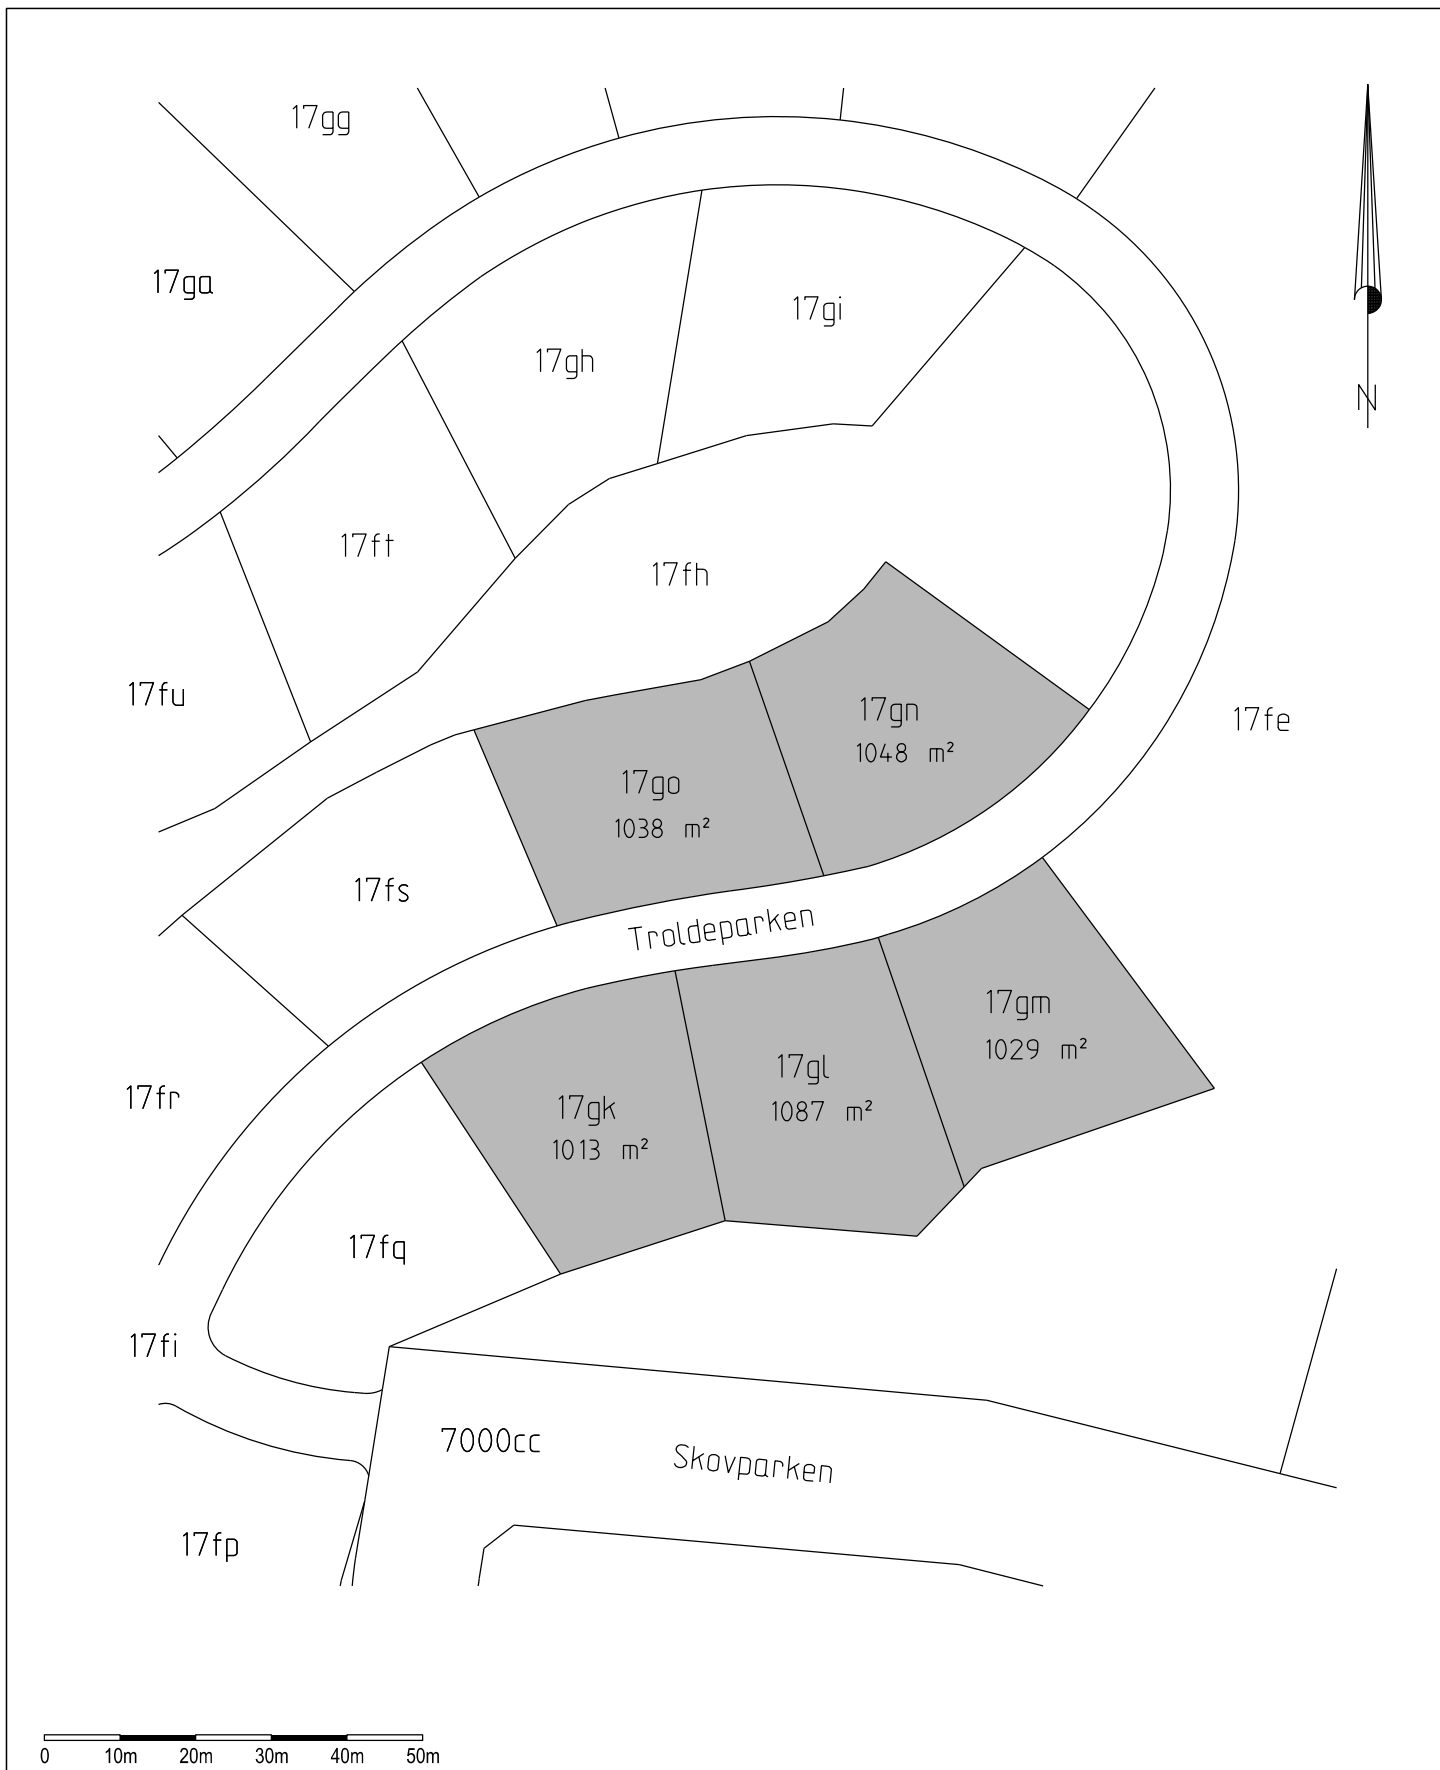 17gg
17ga
17gi
17gh
N
17ft
17fh
17fu
17gn
1048 m²
17fe
17go
1038 m²
17fs
Troldeparken
17gm
1029 m²
17gl
1087 m²
17gk
1013 m²
17fr
17fq
17fi
7000cc
Skovparken
17fp
0 10m 20m 30m 40m 50m